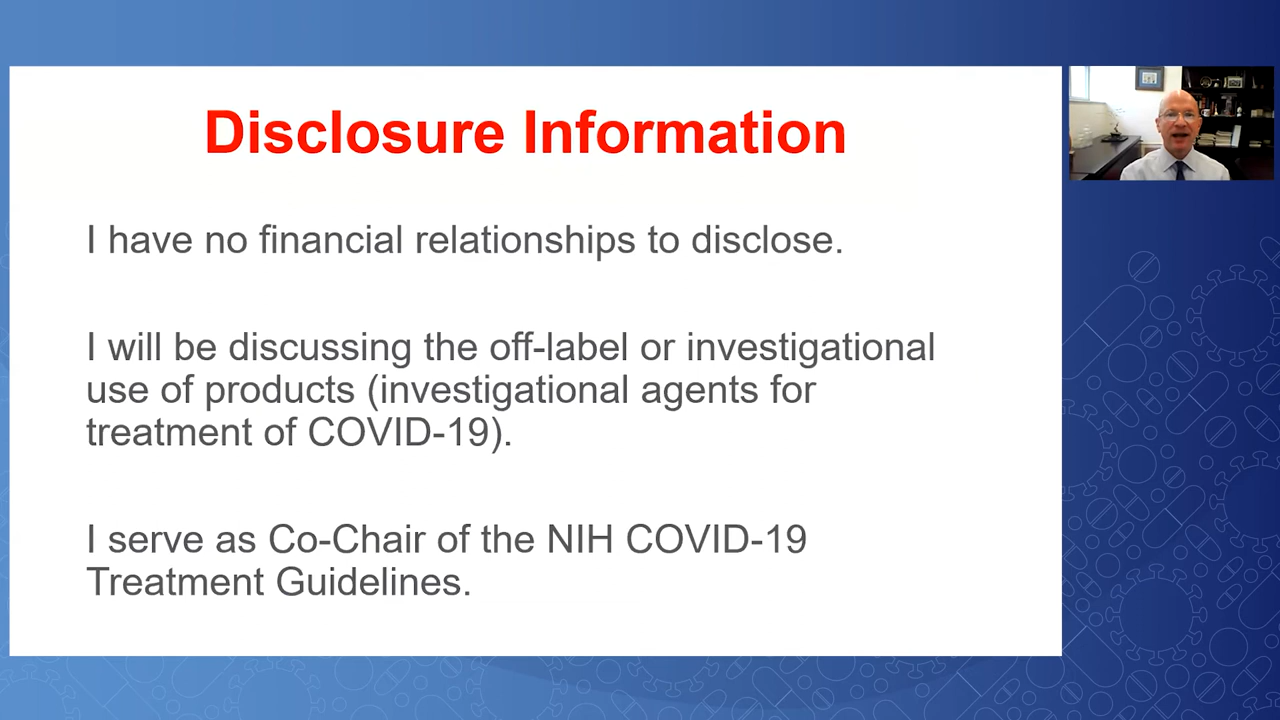 Disclosure Information
I have no financial relationships to disclose.
I will be discussing the off-label or investigational
use of products (investigational agents for
treatment of COVID-19).
I serve as Co-Chair of the NIH COVID-19
Treatment Guidelines.